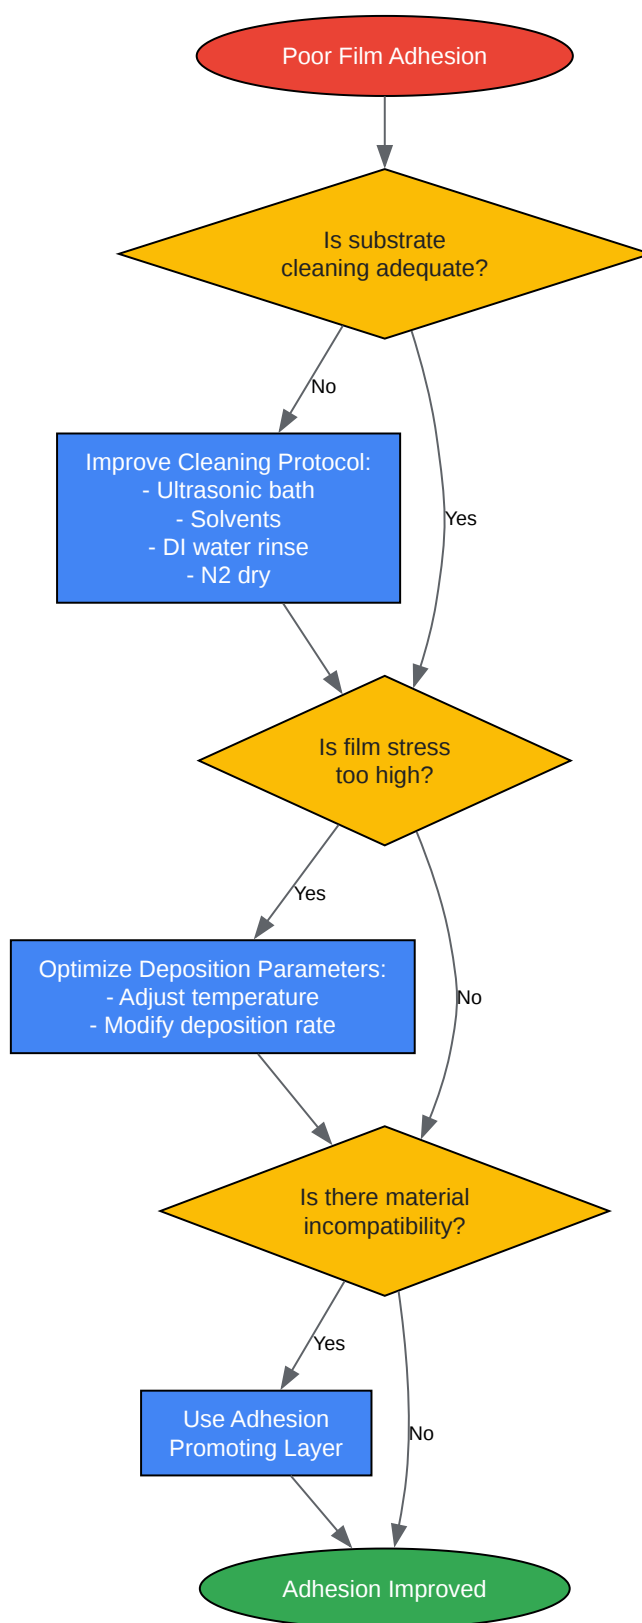 Poor Film Adhesion
Is substrate
cleaning adequate?
No
Yes
Improve Cleaning Protocol:
- Ultrasonic bath
- Solvents
- DI water rinse
- N2 dry
Is film stress
too high?
Yes
No
Optimize Deposition Parameters:
- Adjust temperature
- Modify deposition rate
Is there material
incompatibility?
Yes
No
Use Adhesion
Promoting Layer
Adhesion Improved